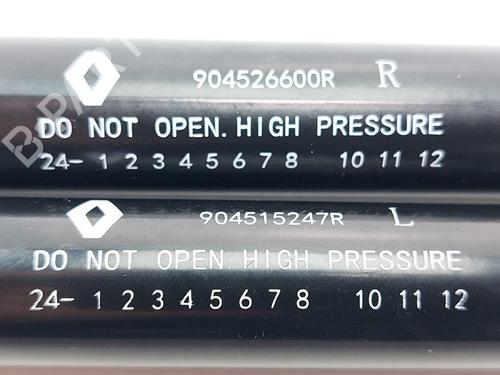 904526600R R
DO NOT OPEN.HIGH PRESSURE
24- 1 2 3 4 5 6 7 8 10 11 12
904515247R L
DO NOT OPEN.HIGH PRESSURE
24- 1 2 3 4 5 6 7 8 10 11 12